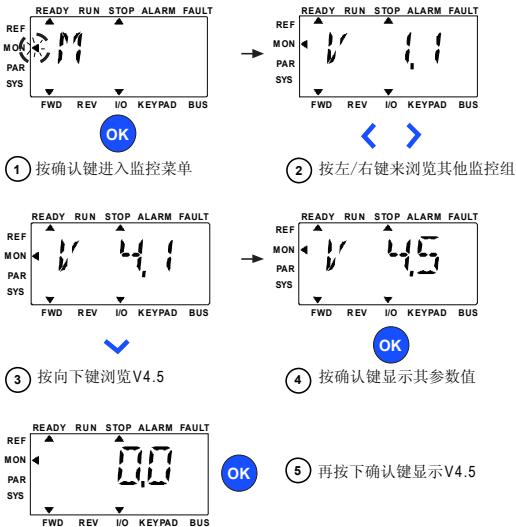 READY RUN STOP ALARM FAULT
REF
MON
PAR
SYS
M
FWD REV I/O KEYPAD BUS
OK
1 按确认键进入监控菜单
READY RUN STOP ALARM FAULT
REF
MON
PAR
SYS
V 1.1
FWD REV I/O KEYPAD BUS
2 按左/右键来浏览其他监控组
READY RUN STOP ALARM FAULT
REF
MON
PAR
SYS
V 4.1
FWD REV I/O KEYPAD BUS
3 按向下键浏览V4.5
READY RUN STOP ALARM FAULT
REF
MON
PAR
SYS
V 4.5
FWD REV I/O KEYPAD BUS
OK
4 按确认键显示其参数值
READY RUN STOP ALARM FAULT
REF
MON
PAR
SYS
0.0
FWD REV I/O KEYPAD BUS
OK
5 再按下确认键显示V4.5